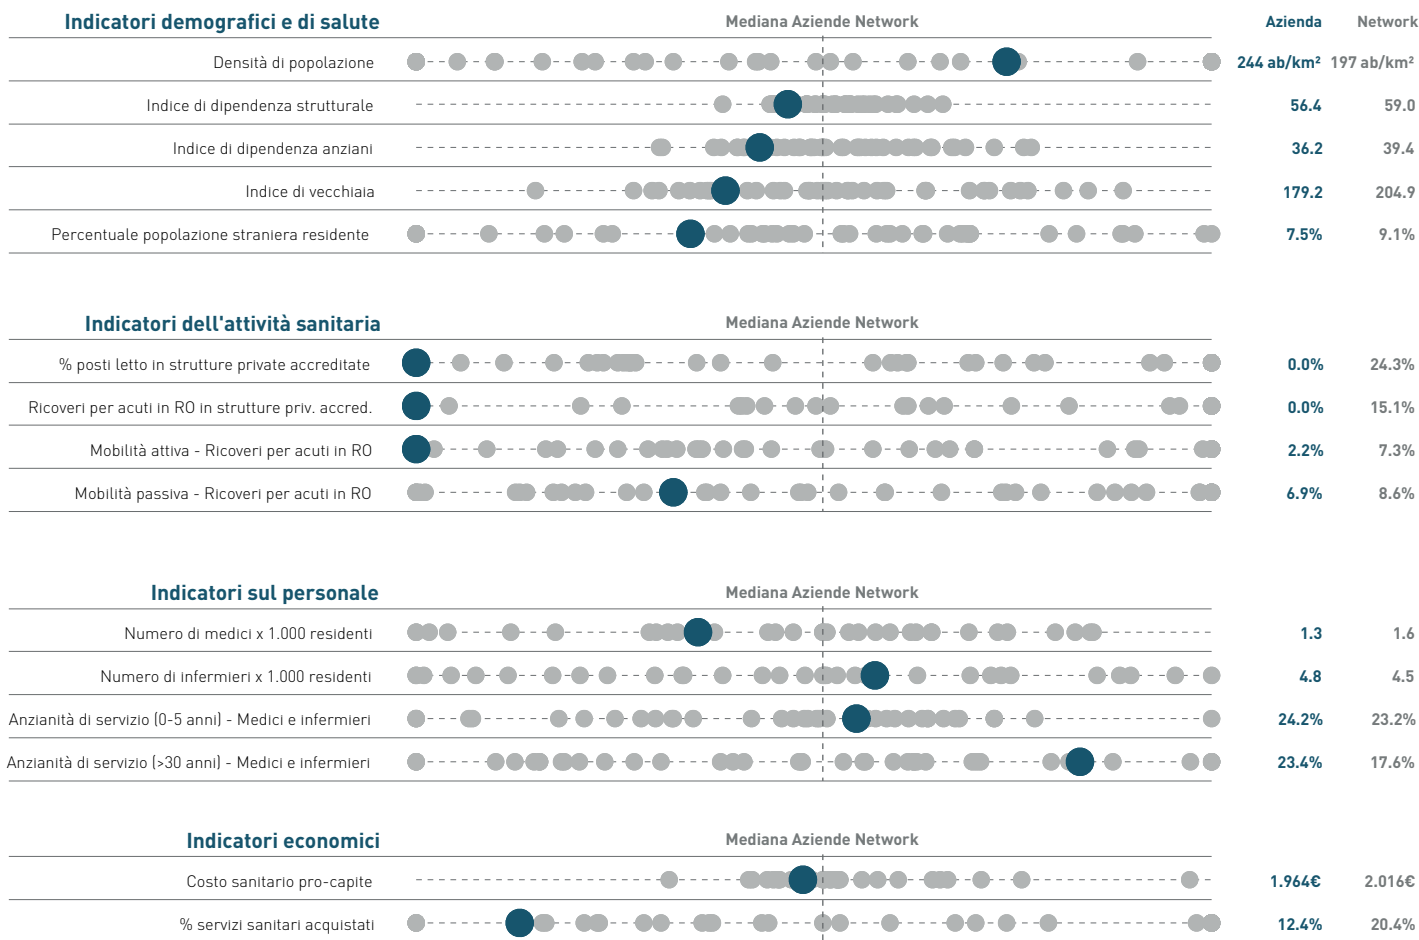 Indicatori demografici e di salute Mediana Aziende Network Azienda Network
Densità di popolazione 244 ab/km² 197 ab/km²
Indice di dipendenza strutturale 56.4 59.0
Indice di dipendenza anziani 36.2 39.4
Indice di vecchiaia 179.2 204.9
Percentuale popolazione straniera residente 7.5% 9.1%
Indicatori dell'attività sanitaria Mediana Aziende Network
% posti letto in strutture private accreditate 0.0% 24.3%
Ricoveri per acuti in RO in strutture priv. accred. 0.0% 15.1%
Mobilità attiva - Ricoveri per acuti in RO 2.2% 7.3%
Mobilità passiva - Ricoveri per acuti in RO 6.9% 8.6%
Indicatori sul personale Mediana Aziende Network
Numero di medici x 1.000 residenti 1.3 1.6
Numero di infermieri x 1.000 residenti 4.8 4.5
Anzianità di servizio (0-5 anni) - Medici e infermieri 24.2% 23.2%
Anzianità di servizio (>30 anni) - Medici e infermieri 23.4% 17.6%
Indicatori economici Mediana Aziende Network
Costo sanitario pro-capite 1.964€ 2.016€
% servizi sanitari acquistati 12.4% 20.4%